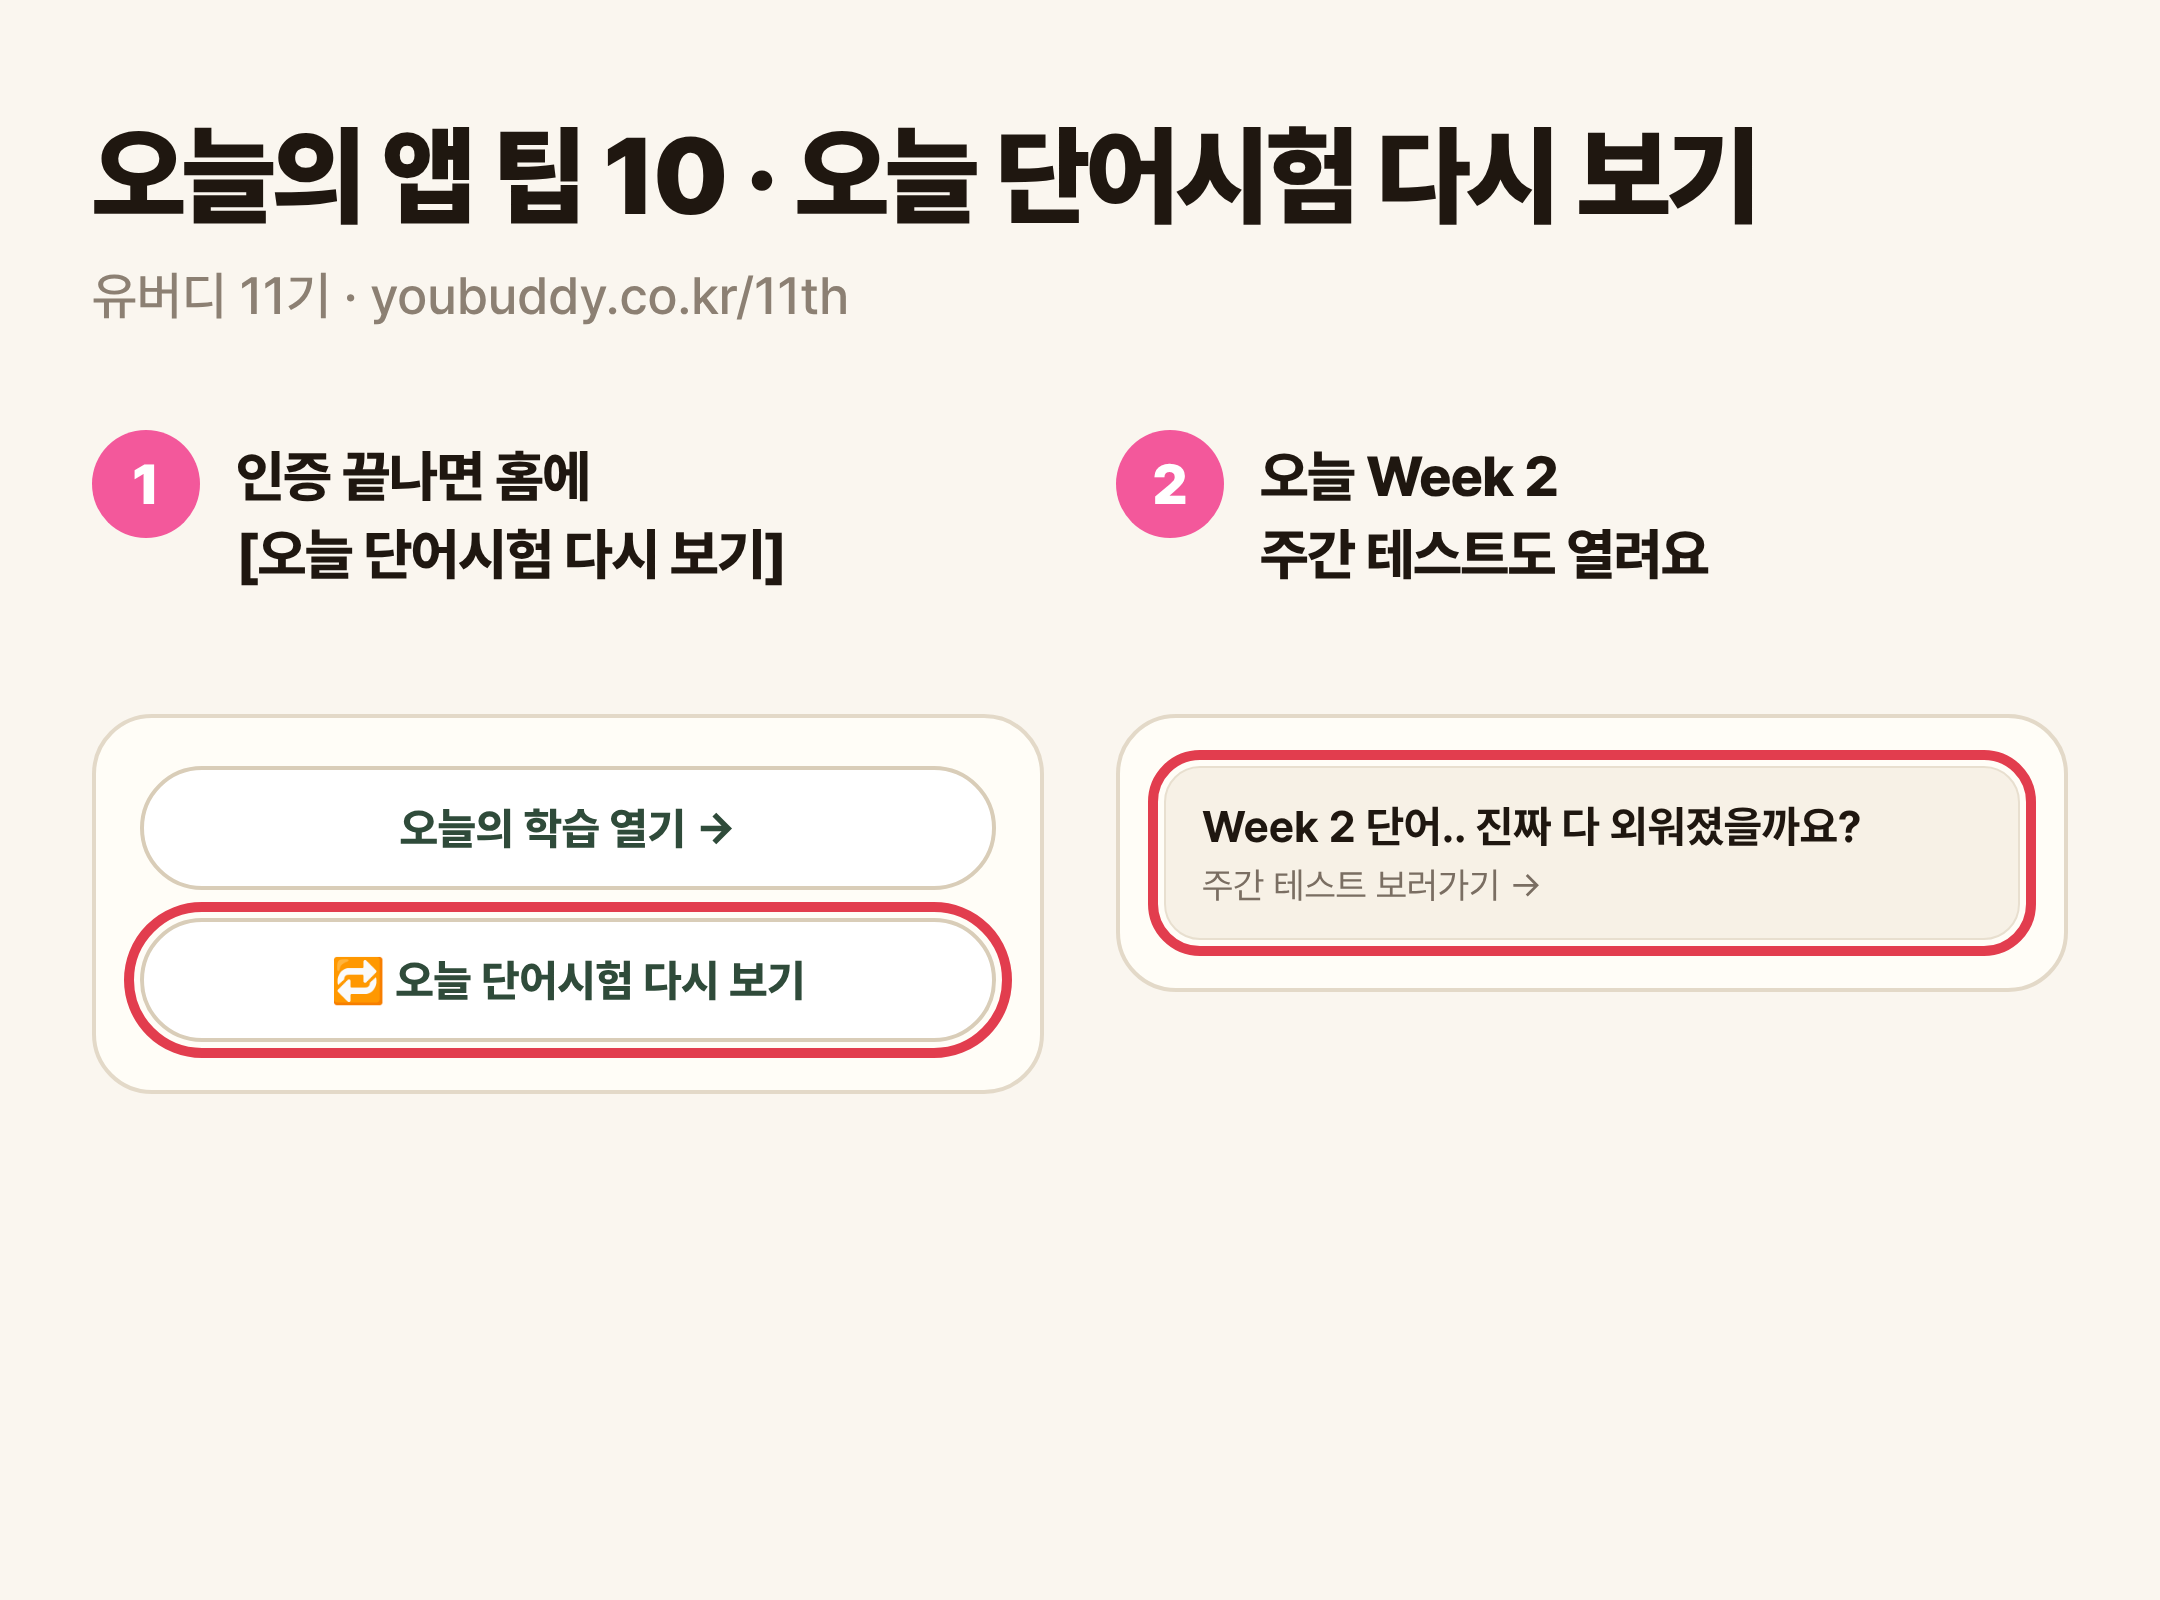 오늘의 앱 팁 10 · 오늘 단어시험 다시 보기
유버디 11기 · youbuddy.co.kr/11th
1
인증 끝나면 홈에
[오늘 단어시험 다시 보기]
2
오늘 Week 2
주간 테스트도 열려요
오늘의 학습 열기 →
🔁 오늘 단어시험 다시 보기
Week 2 단어.. 진짜 다 외워졌을까요?
주간 테스트 보러가기 →